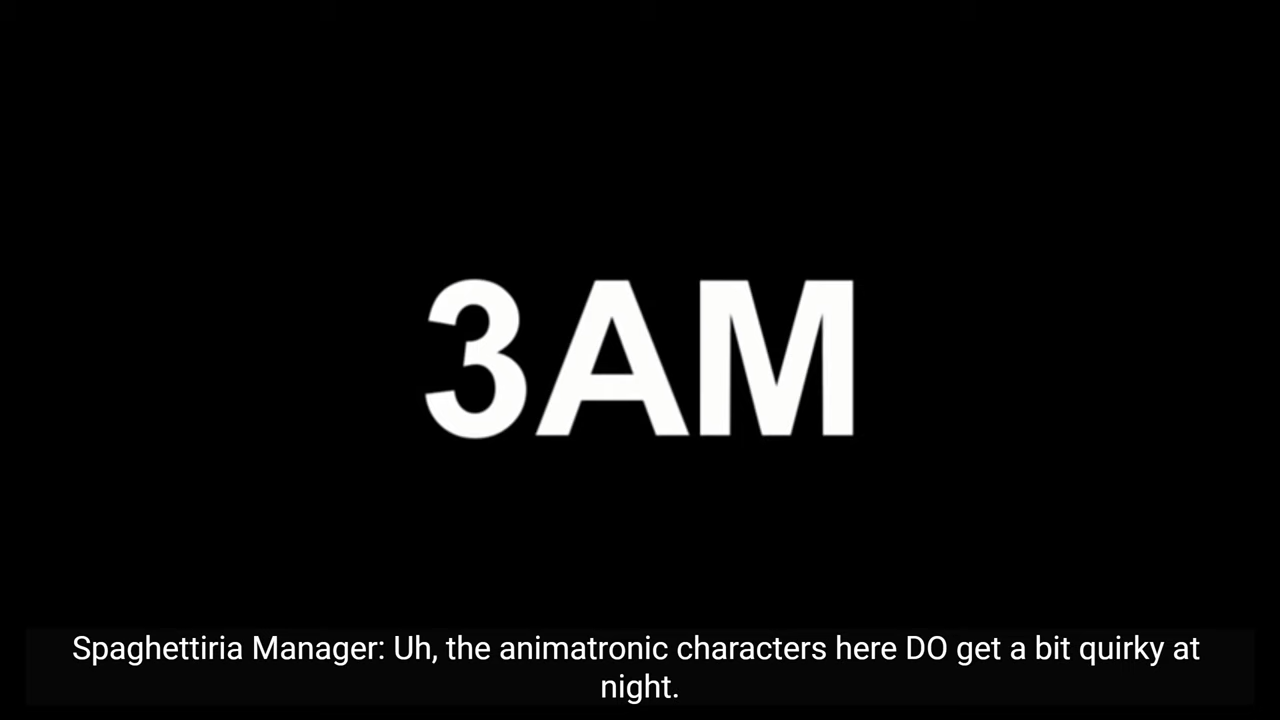 3AM
Spaghettiria Manager: Uh, the animatronic characters here DO get a bit quirky at
night.